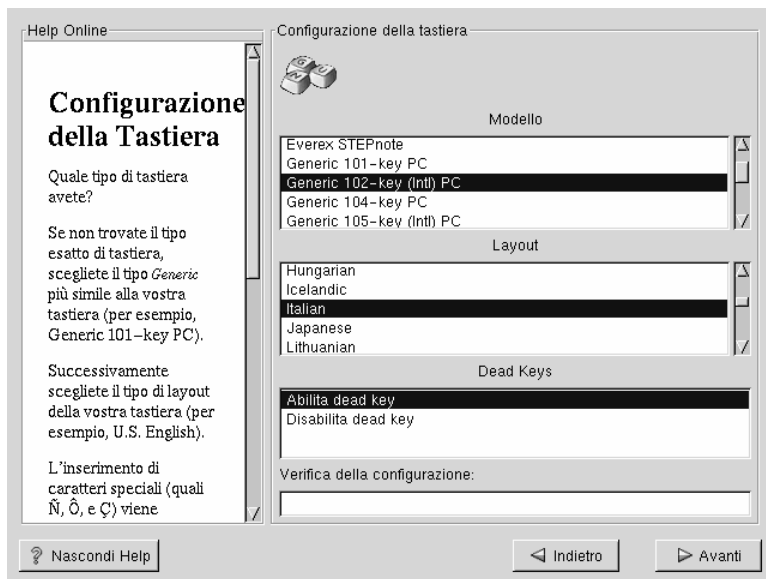 Help Online
Configurazione
della Tastiera
Quale tipo di tastiera
avete?
Se non trovate il tipo
esatto di tastiera,
scegliete il tipo Generic
più simile alla vostra
tastiera (per esempio,
Generic 101-key PC).
Successivamente
scegliete il tipo di layout
della vostra tastiera (per
esempio, U.S. English).
L'inserimento di
caratteri speciali (quali
Ñ, Ô, e Ç) viene
Configurazione della tastiera
G N U
Modello
Everex STEPnote
Generic 101-key PC
Generic 102-key (Intl) PC
Generic 104-key PC
Generic 105-key (Intl) PC
Layout
Hungarian
Icelandic
Italian
Japanese
Lithuanian
Dead Keys
Abilita dead key
Disabilita dead key
Verifica della configurazione:
? Nascondi Help
Indietro
Avanti